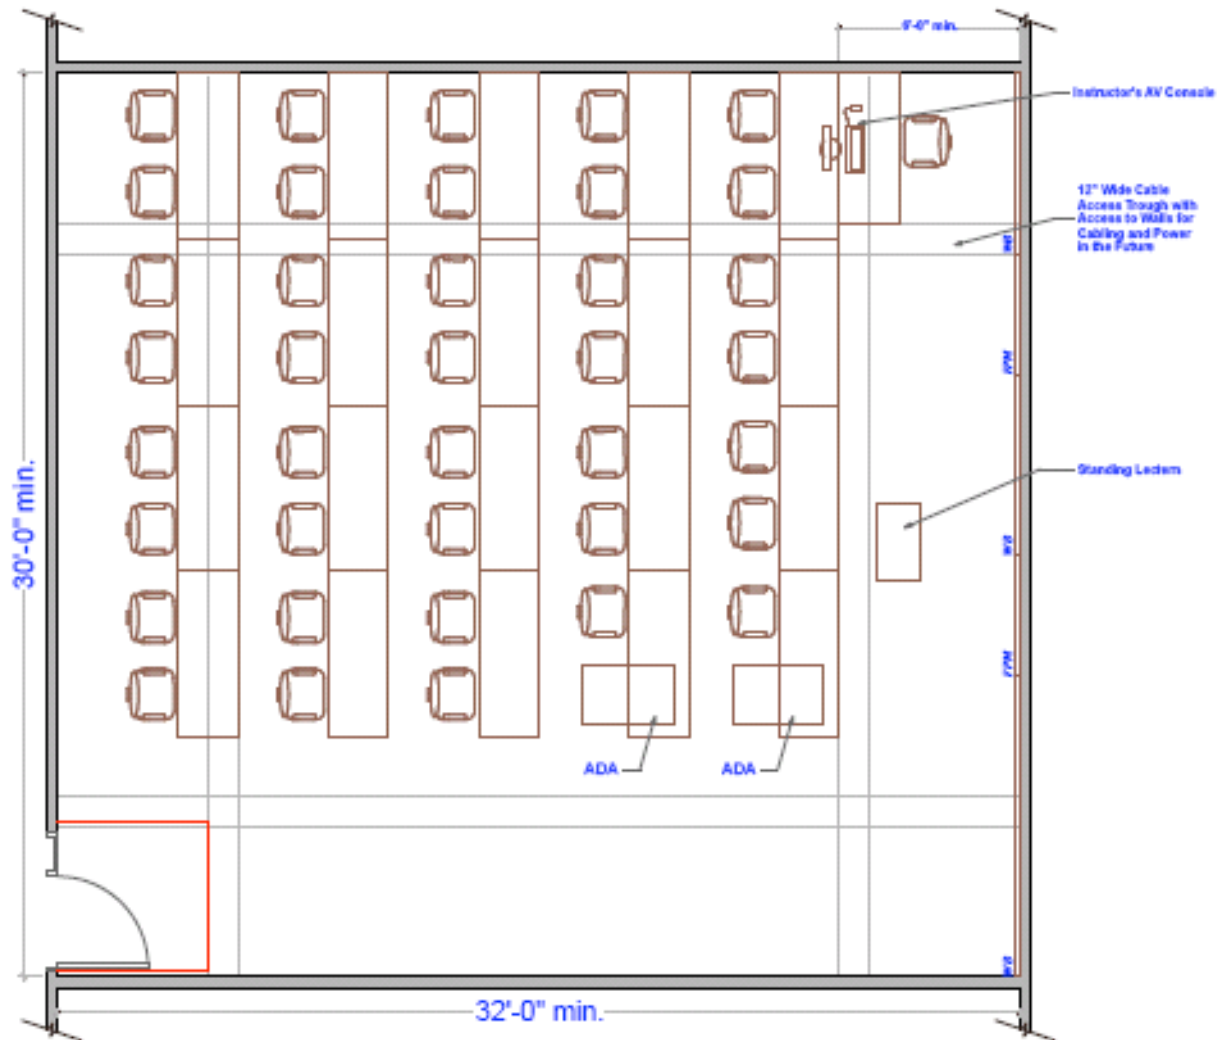 6'-0" min.
Instructor's AV Console
12" Wide Cable
Access Trough with
Access to Walls for
Cabling and Power
in the Future
30'-0" min.
Standing Lectern
ADA
ADA
32'-0" min.